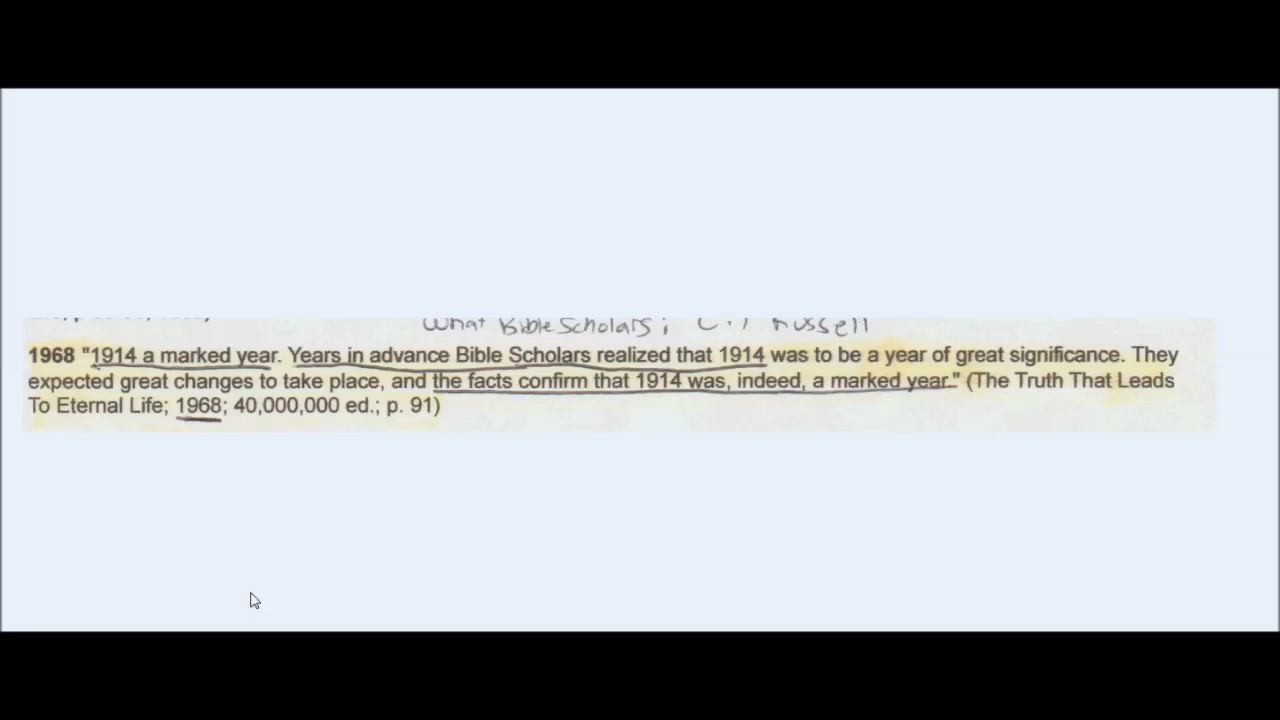 What Bible Scholars; C.T Russell
1968 "1914 a marked year. Years in advance Bible Scholars realized that 1914 was to be a year of great significance. They
expected great changes to take place, and the facts confirm that 1914 was, indeed, a marked year." (The Truth That Leads
To Eternal Life; 1968; 40,000,000 ed.; p. 91)